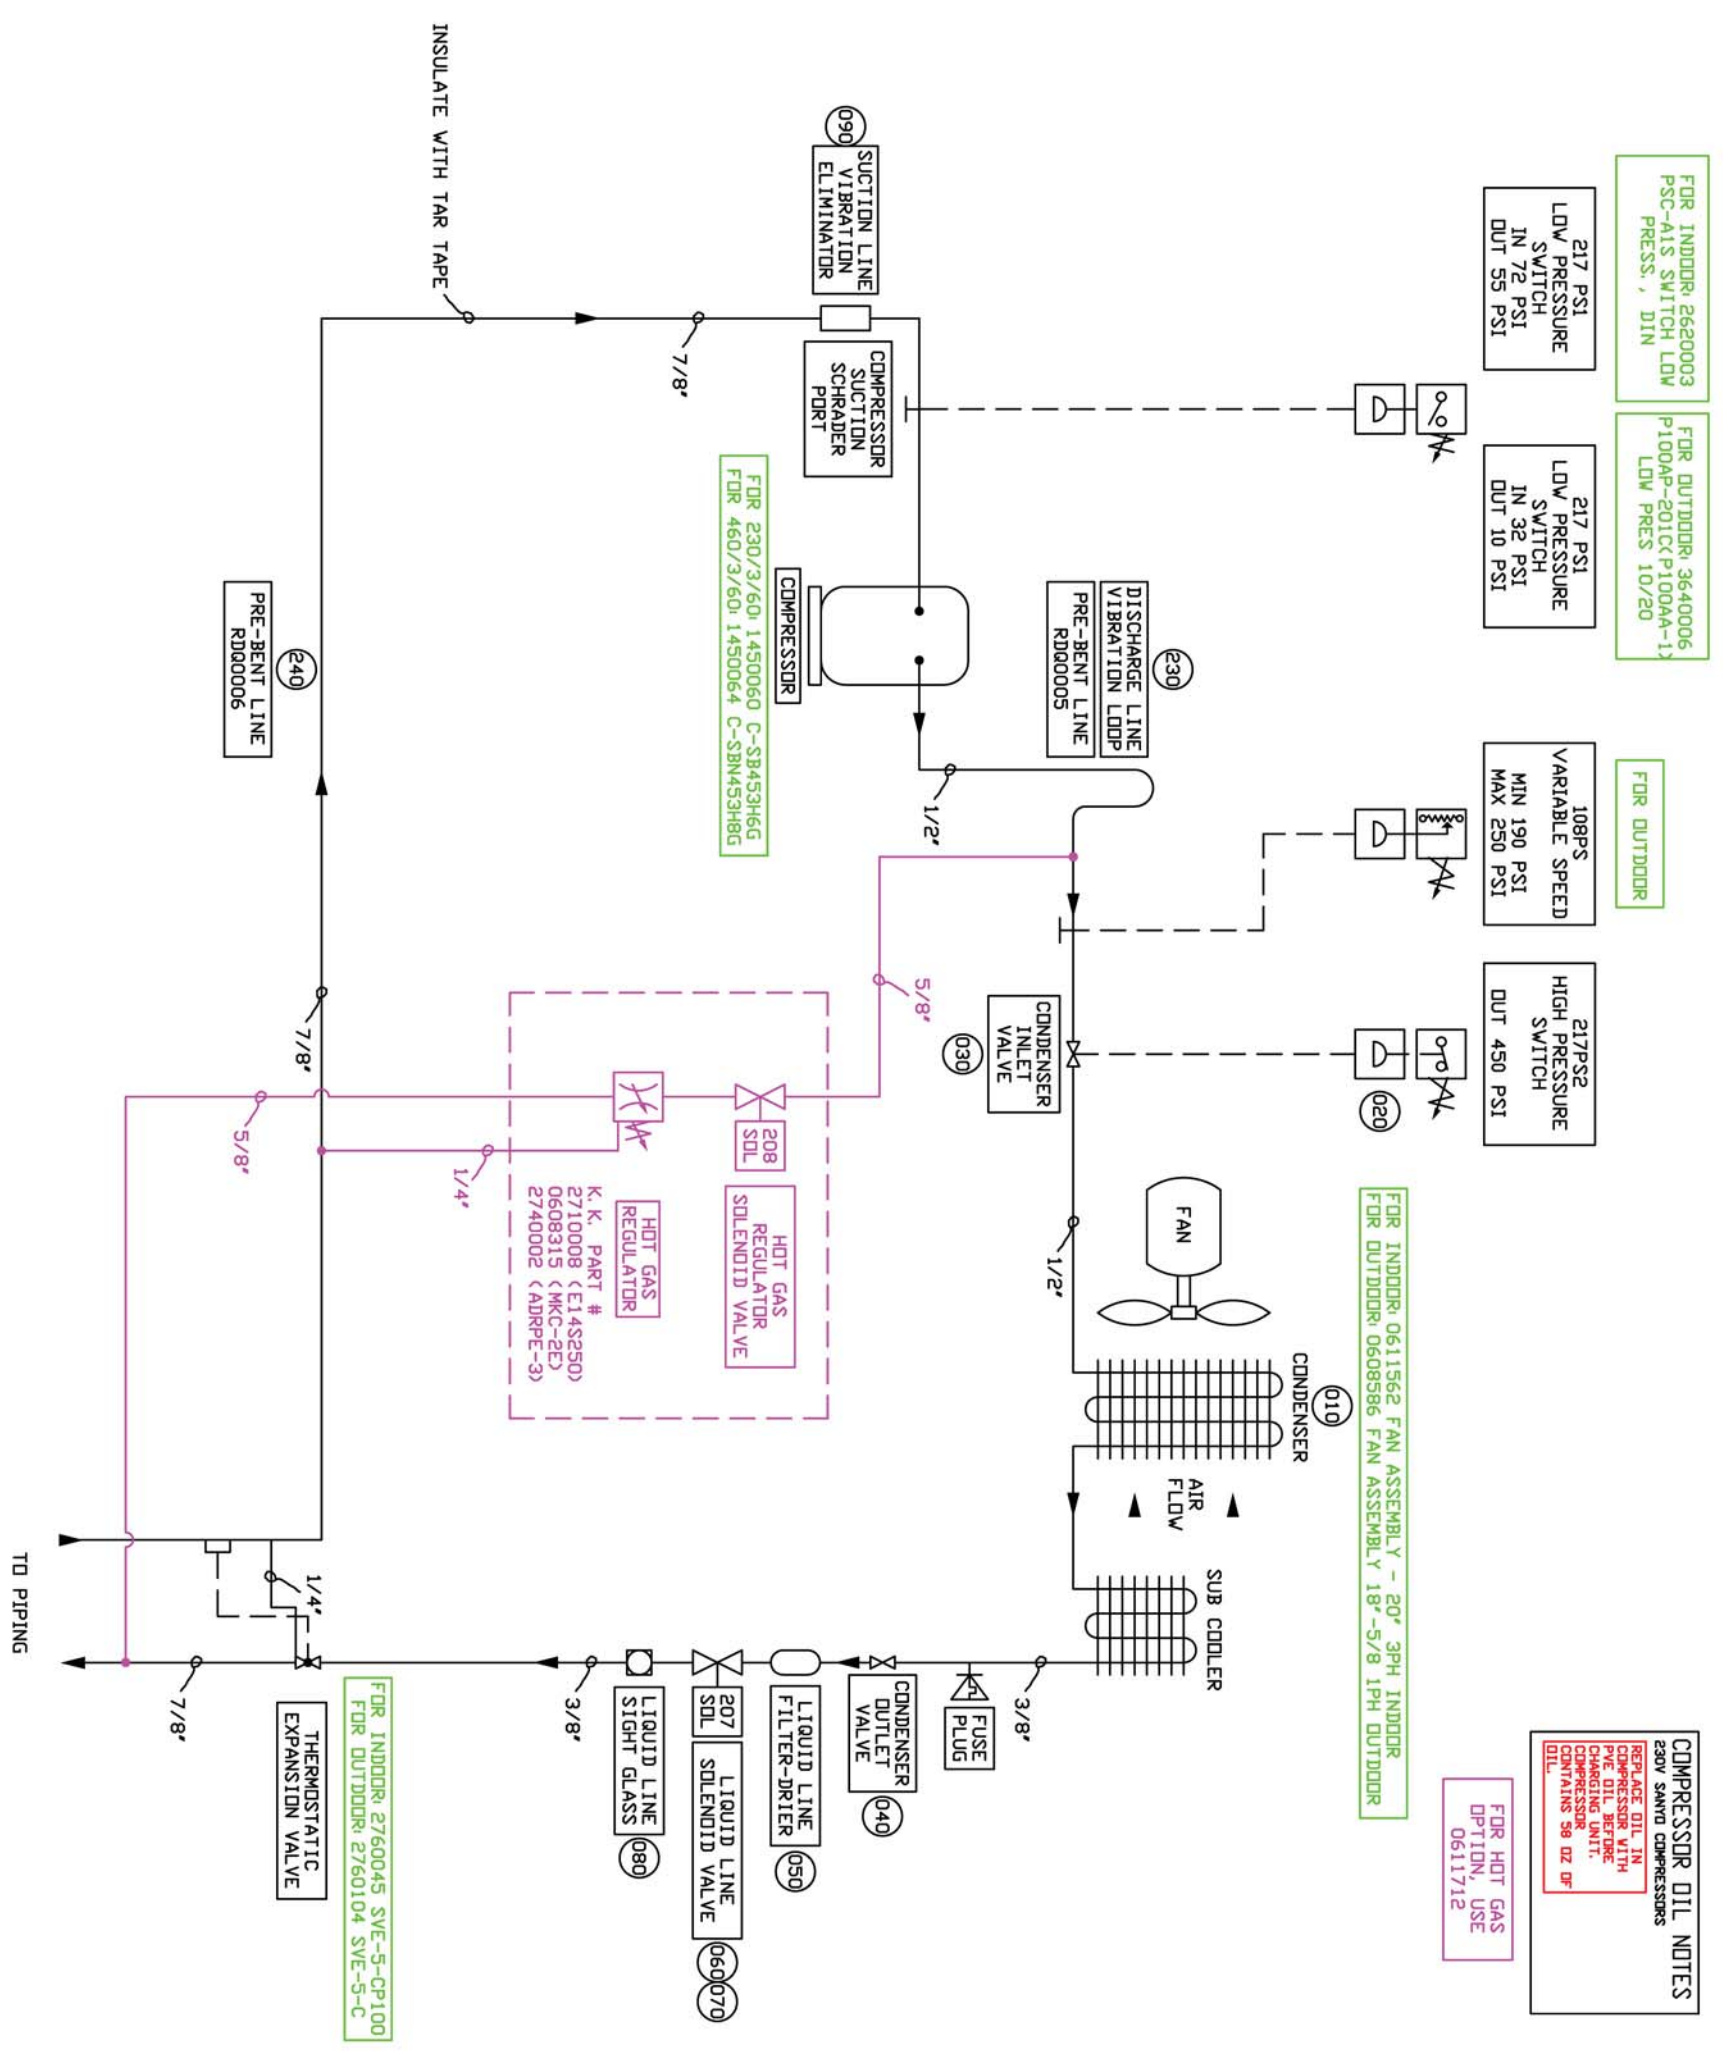 FOR INDOOR: 2620003
PSC-A1S SWITCH LOW
PRESS., DIN
FOR OUTDOOR: 3640006
P100AP-201C(P100AA-1)
LOW PRES 10/20
FOR OUTDOOR
217 PS1
LOW PRESSURE
SWITCH
IN 72 PSI
OUT 55 PSI
217 PS1
LOW PRESSURE
SWITCH
IN 32 PSI
OUT 10 PSI
108PS
VARIABLE SPEED
MIN 190 PSI
MAX 250 PSI
217PS2
HIGH PRESSURE
SWITCH
OUT 450 PSI
020
COMPRESSOR OIL NOTES
230V SANYO COMPRESSORS
REPLACE OIL IN
COMPRESSOR WITH
PVE OIL BEFORE
CHARGING UNIT.
COMPRESSOR
CONTAINS 58 OZ OF
OIL.
FOR HOT GAS
OPTION, USE
0611712
FOR INDOOR: 0611562 FAN ASSEMBLY - 20" 3PH INDOOR
FOR OUTDOOR: 0608586 FAN ASSEMBLY 18"-5/8 1PH OUTDOOR
010
CONDENSER
FAN
AIR
FLOW
SUB COOLER
230
DISCHARGE LINE
VIBRATION LOOP
PRE-BENT LINE
RDQ0005
CONDENSER
INLET
VALVE
030
1/2"
1/2"
3/8"
FUSE
PLUG
090
SUCTION LINE
VIBRATION
ELIMINATOR
COMPRESSOR
SUCTION
SCHRADER
PORT
COMPRESSOR
FOR 230/3/60: 1450060 C-SB453H6G
FOR 460/3/60: 1450064 C-SBN453H8G
5/8"
CONDENSER
OUTLET
VALVE
040
LIQUID LINE
FILTER-DRIER
050
208
SOL
HOT GAS
REGULATOR
SOLENOID VALVE
207
SOL
LIQUID LINE
SOLENOID VALVE
060
070
7/8"
HOT GAS
REGULATOR
LIQUID LINE
SIGHT GLASS
080
K.K. PART #
2710008 (E14S250)
0608315 (MKC-2E)
2740002 (ADRPE-3)
3/8"
INSULATE WITH TAR TAPE
1/4"
FOR INDOOR: 2760045 SVE-5-CP100
FOR OUTDOOR: 2760104 SVE-5-C
240
PRE-BENT LINE
RDQ0006
7/8"
5/8"
1/4"
THERMOSTATIC
EXPANSION VALVE
7/8"
TO PIPING